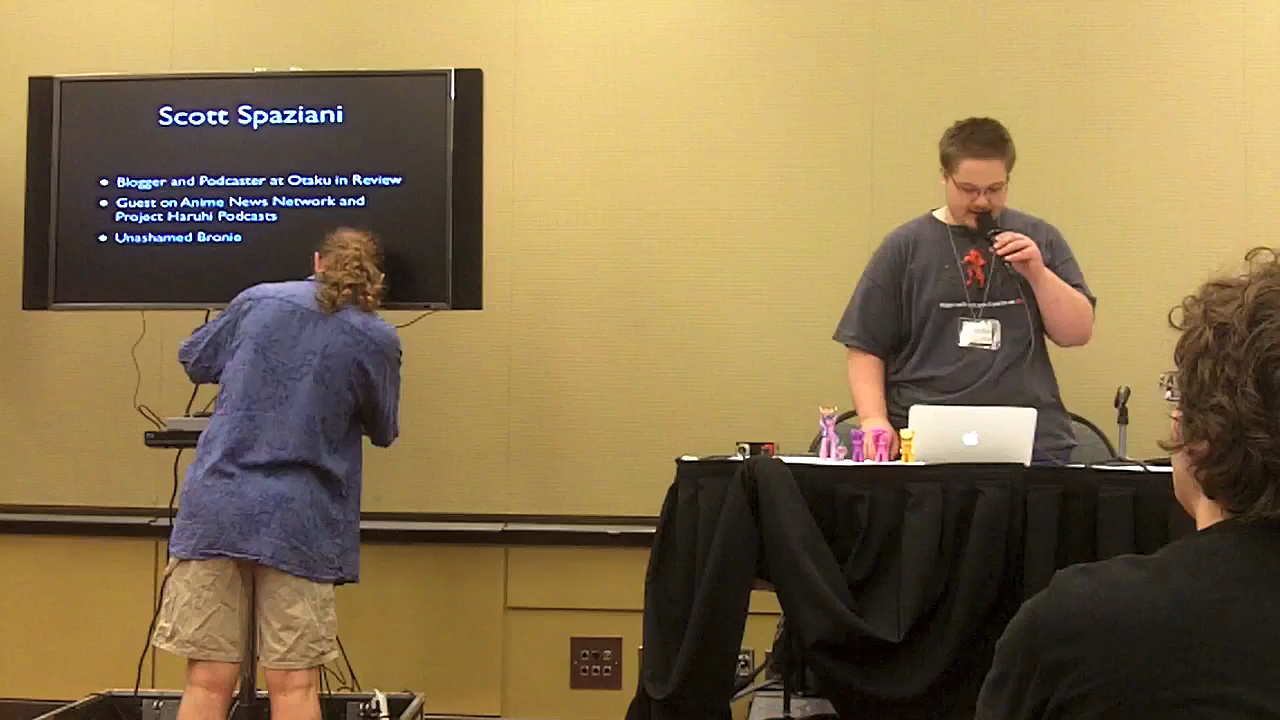 Scott Spaziani
Blogger and Podcaster at Otaku in Review
Guest on Anime News Network and
Project Haruhi Podcasts
Unashamed Bronie